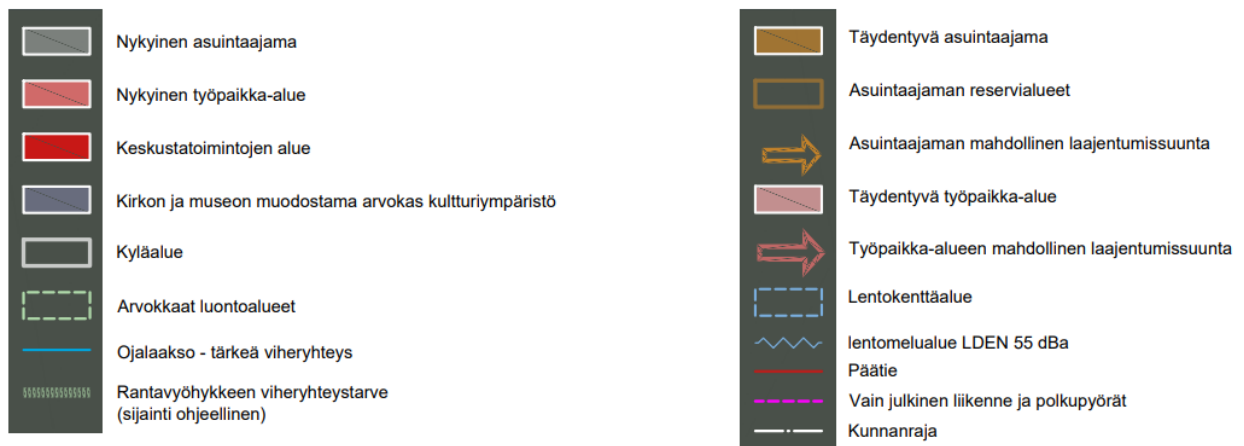 Nykyinen asuintaajama
Nykyinen työpaikka-alue
Keskustatoimintojen alue
Kirkon ja museon muodostama arvokas kulttuuriympäristö
Kyläalue
Arvokkaat luontoalueet
Ojalaakso - tärkeä viheryhteys
Rantavyöhykkeen viheryhteystarve
(sijainti ohjeellinen)
Täydentyvä asuintaajama
Asuintaajaman reservialueet
Asuintaajaman mahdollinen laajentumissuunta
Täydentyvä työpaikka-alue
Työpaikka-alueen mahdollinen laajentumissuunta
Lentokenttäalue
lentomelualue LDEN 55 dBa
Päätie
Vain julkinen liikenne ja polkupyörät
Kunnanraja